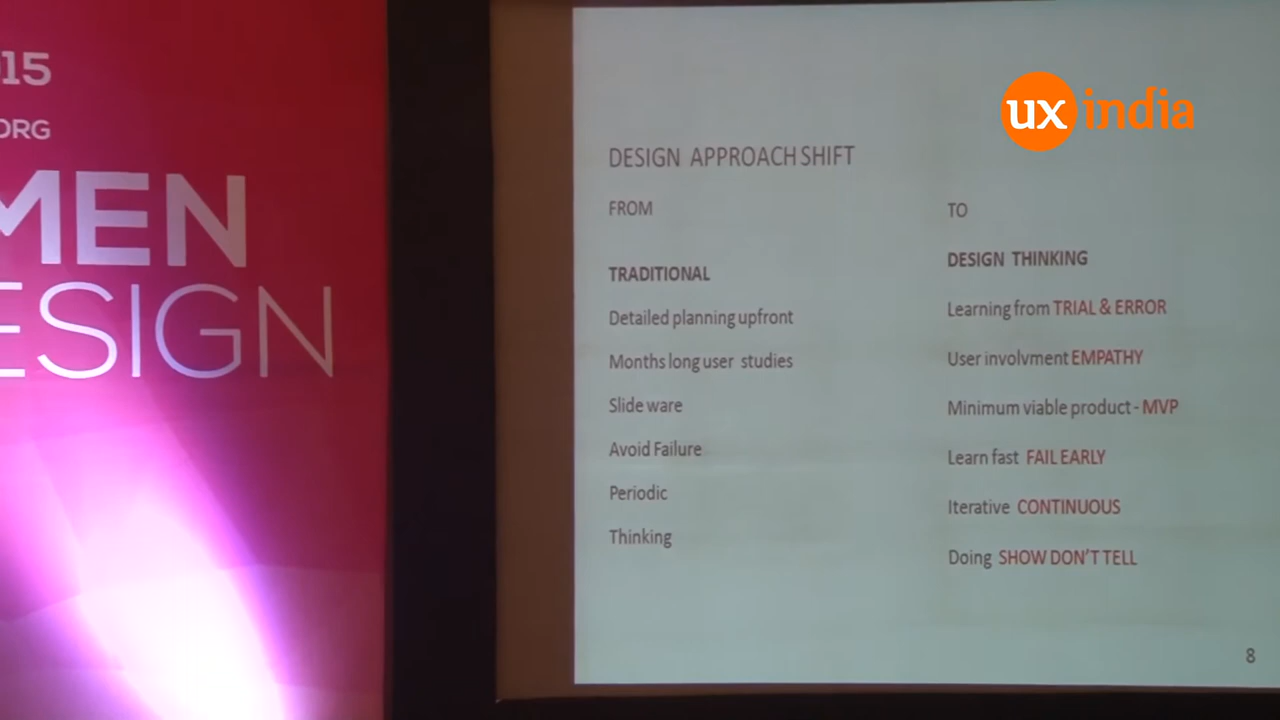 15
ORG
MEN
ESIGN
ux india
DESIGN APPROACH SHIFT
FROM
TRADITIONAL
Detailed planning upfront
Months long user studies
Slide ware
Avoid Failure
Periodic
Thinking
TO
DESIGN THINKING
Learning from TRIAL & ERROR
User involvment EMPATHY
Minimum viable product - MVP
Learn fast FAIL EARLY
Iterative CONTINUOUS
Doing SHOW DON'T TELL
8